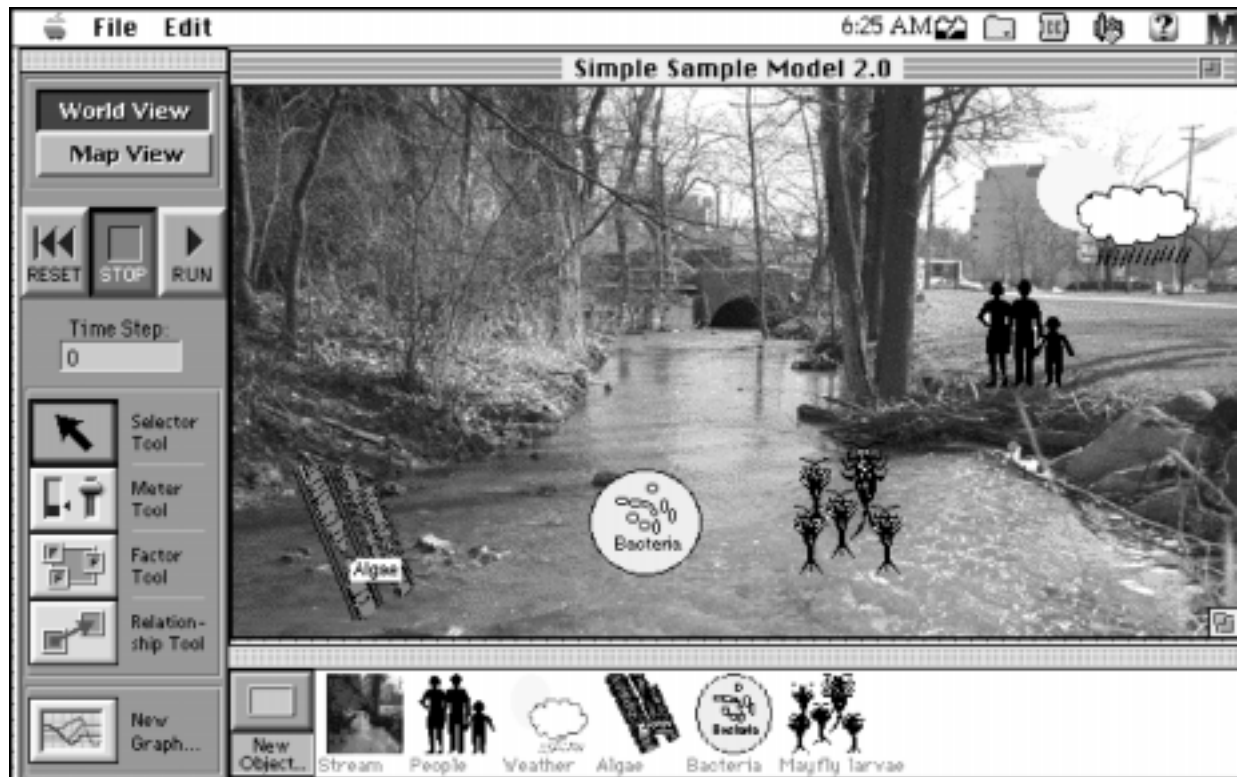 File Edit 6:25 AM
Simple Sample Model 2.0
World View
Map View
RESET STOP RUN
Time Step:
0
Selector
Tool
Meter
Tool
Factor
Tool
Relation-
ship Tool
New
Graph...
Algae
Bacteria
Bacteria
New
Object...
Stream People Weather Algae Bacteria Mayfly larvae